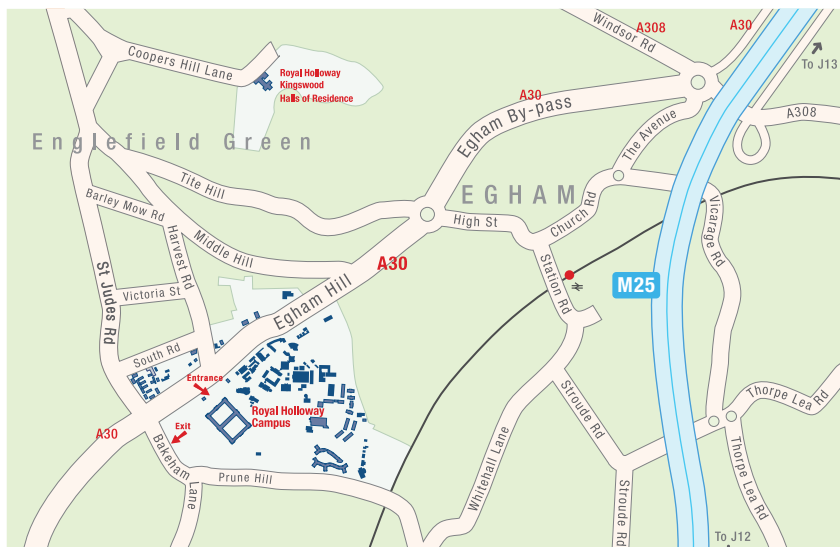 Windsor Rd
A308
A30
To J13
Coopers Hill Lane
Royal Holloway
Kingswood
Halls of Residence
A30
Egham By-pass
A308
The Avenue
Englefield Green
Tite Hill
EGHAM
Barley Mow Rd
High St
Church Rd
Vicarage Rd
Harvest Rd
Middle Hill
A30
Station Rd
M25
St Judes Rd
Victoria St
Egham Hill
South Rd
Entrance
Royal Holloway
Campus
Stroude Rd
Thorpe Lea Rd
A30
Exit
Bakeham Lane
Prune Hill
Whitehall Lane
Thorpe Lea Rd
Stroude Rd
To J12